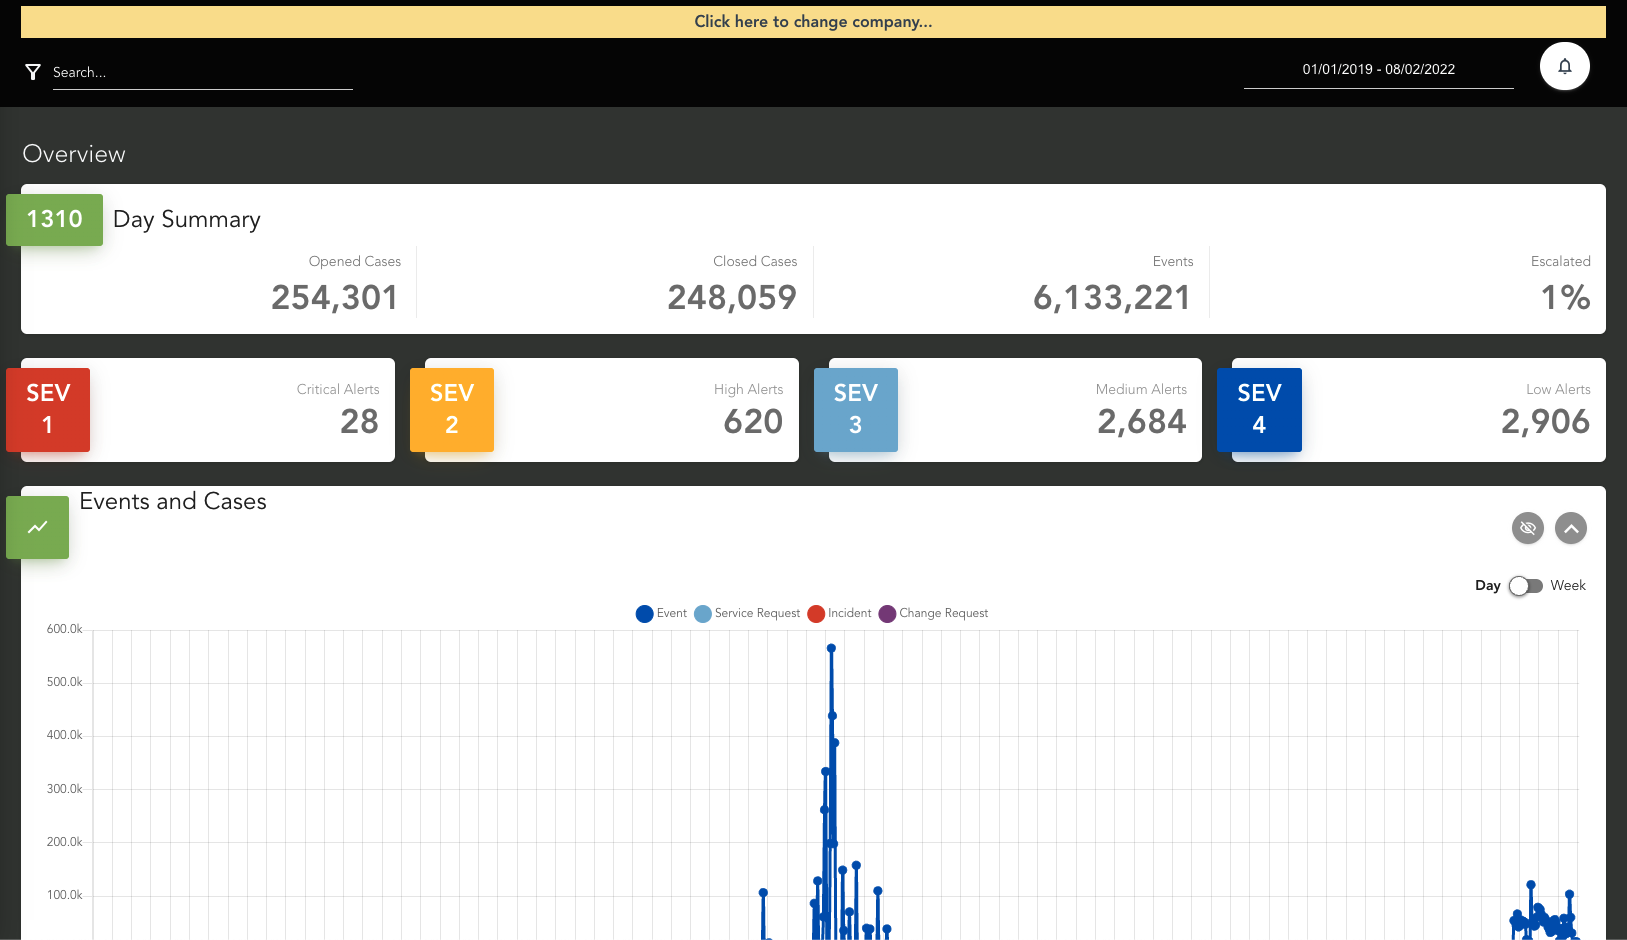 Click here to change company...
Search...
01/01/2019 - 08/02/2022
Overview
1310
Day Summary
Opened Cases
254,301
Closed Cases
248,059
Events
6,133,221
Escalated
1%
SEV
1
Critical Alerts
28
SEV
2
High Alerts
620
SEV
3
Medium Alerts
2,684
SEV
4
Low Alerts
2,906
Events and Cases
Day
Week
Event
Service Request
Incident
Change Request
600.0k
500.0k
400.0k
300.0k
200.0k
100.0k